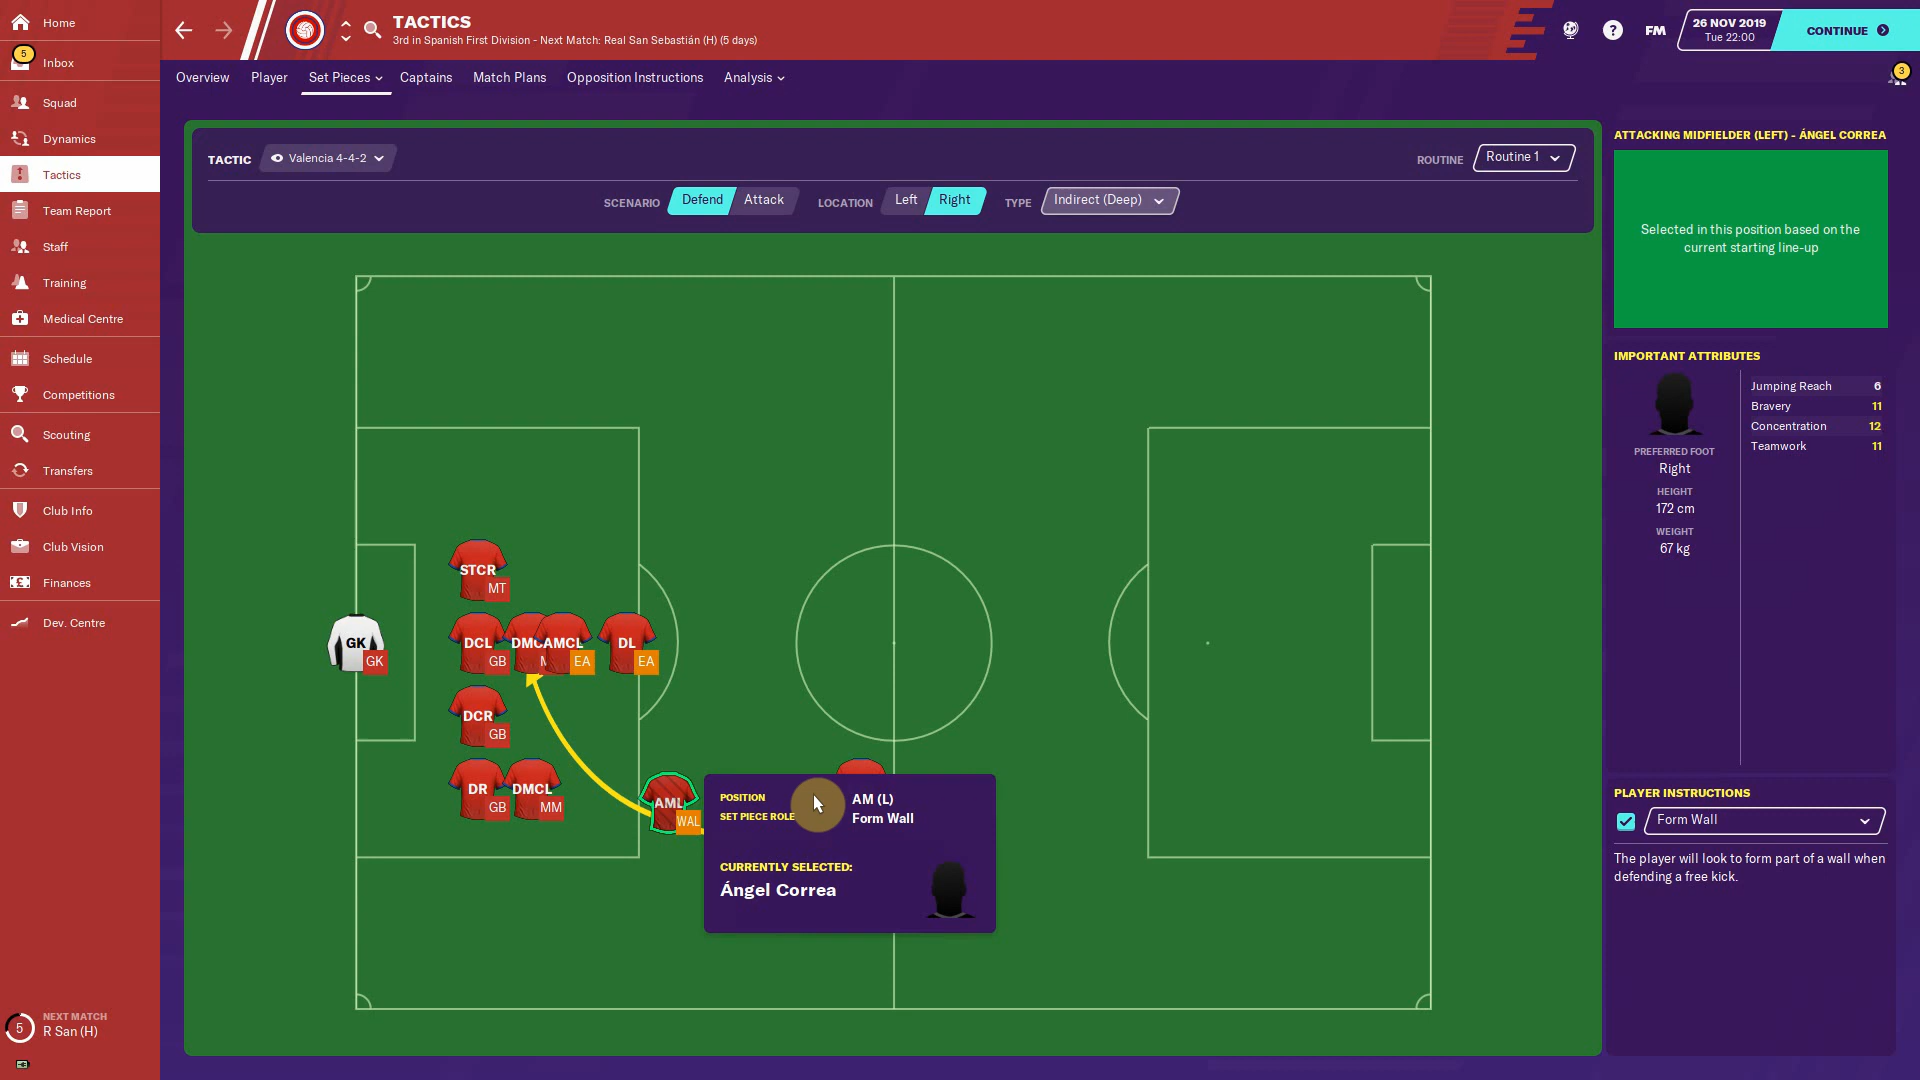 Home
5
Inbox
Squad
Dynamics
Tactics
Team Report
Staff
Training
Medical Centre
Schedule
Competitions
Scouting
Transfers
Club Info
Club Vision
Finances
Dev. Centre
5
NEXT MATCH
R San (H)
TACTICS
3rd in Spanish First Division - Next Match: Real San Sebastián (H) (5 days)
?
FM
26 NOV 2019
Tue 22:00
CONTINUE
Overview
Player
Set Pieces
Captains
Match Plans
Opposition Instructions
Analysis
3
TACTIC
Valencia 4-4-2
ROUTINE
Routine 1
SCENARIO
Defend
Attack
LOCATION
Left
Right
TYPE
Indirect (Deep)
STCR
MT
GK
GK
DCL
GB
DMC
AMCL
EA
DL
EA
DCR
GB
DR
GB
DMCL
MM
AML
WAL
POSITION
AM (L)
SET PIECE ROLE
Form Wall
CURRENTLY SELECTED:
Ángel Correa
ATTACKING MIDFIELDER (LEFT) - ÁNGEL CORREA
Selected in this position based on the
current starting line-up
IMPORTANT ATTRIBUTES
PREFERRED FOOT
Right
HEIGHT
172 cm
WEIGHT
67 kg
Jumping Reach 6
Bravery 11
Concentration 12
Teamwork 11
PLAYER INSTRUCTIONS
Form Wall
The player will look to form part of a wall when
defending a free kick.